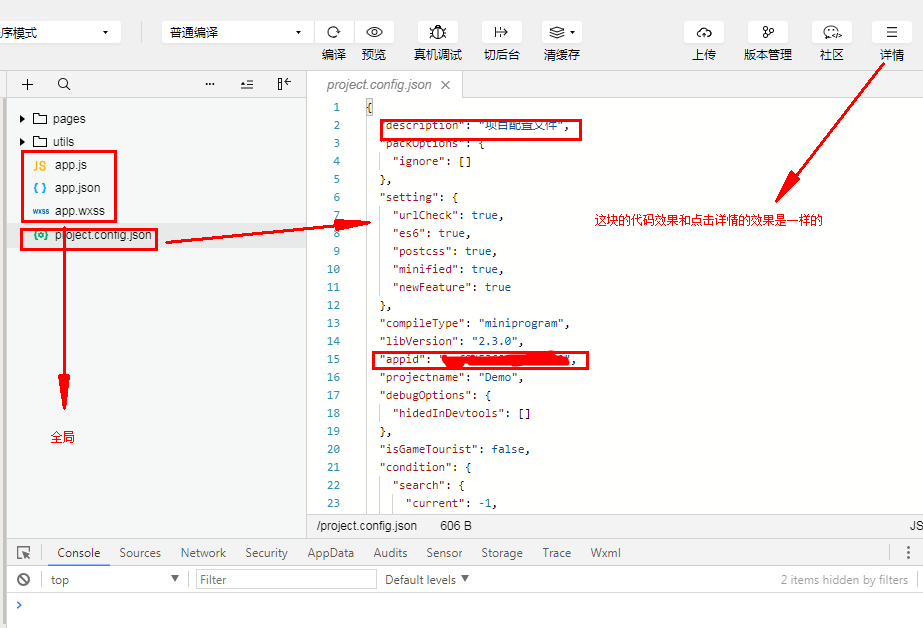 序模式
普通编译
编译
预览
真机调试
切后台
清缓存
上传
版本管理
社区
详情
project.config.json
pages
utils
JS app.js
{ } app.json
wxss app.wxss
{o} project.config.json
全局
1 {
2 "description": "项目配置文件",
3 "packOptions": {
4 "ignore": []
5 },
6 "setting": {
7 "urlCheck": true,
8 "es6": true,
9 "postcss": true,
10 "minified": true,
11 "newFeature": true
12 },
13 "compileType": "miniprogram",
14 "libVersion": "2.3.0",
15 "appid": "
16 "projectname": "Demo",
17 "debugOptions": {
18 "hidedInDevtools": []
19 },
20 "isGameTourist": false,
21 "condition": {
22 "search": {
23 "current": -1,
这块的代码效果和点击详情的效果是一样的
/project.config.json 606 B JS
Console Sources Network Security AppData Audits Sensor Storage Trace Wxml
top Filter Default levels 2 items hidden by filters